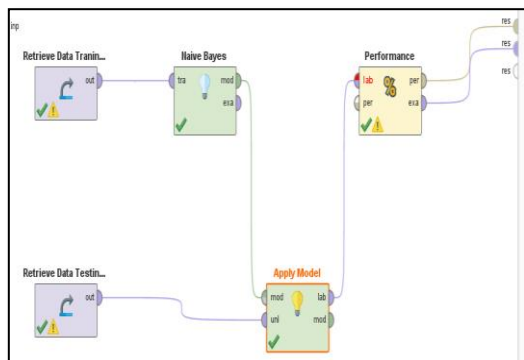 inp
res
res
res
Retrieve Data Tranin...
out
Naive Bayes
tra
mod
exa
Performance
lab
per
%
per
exa
Retrieve Data Testin...
out
Apply Model
mod
lab
uni
mod